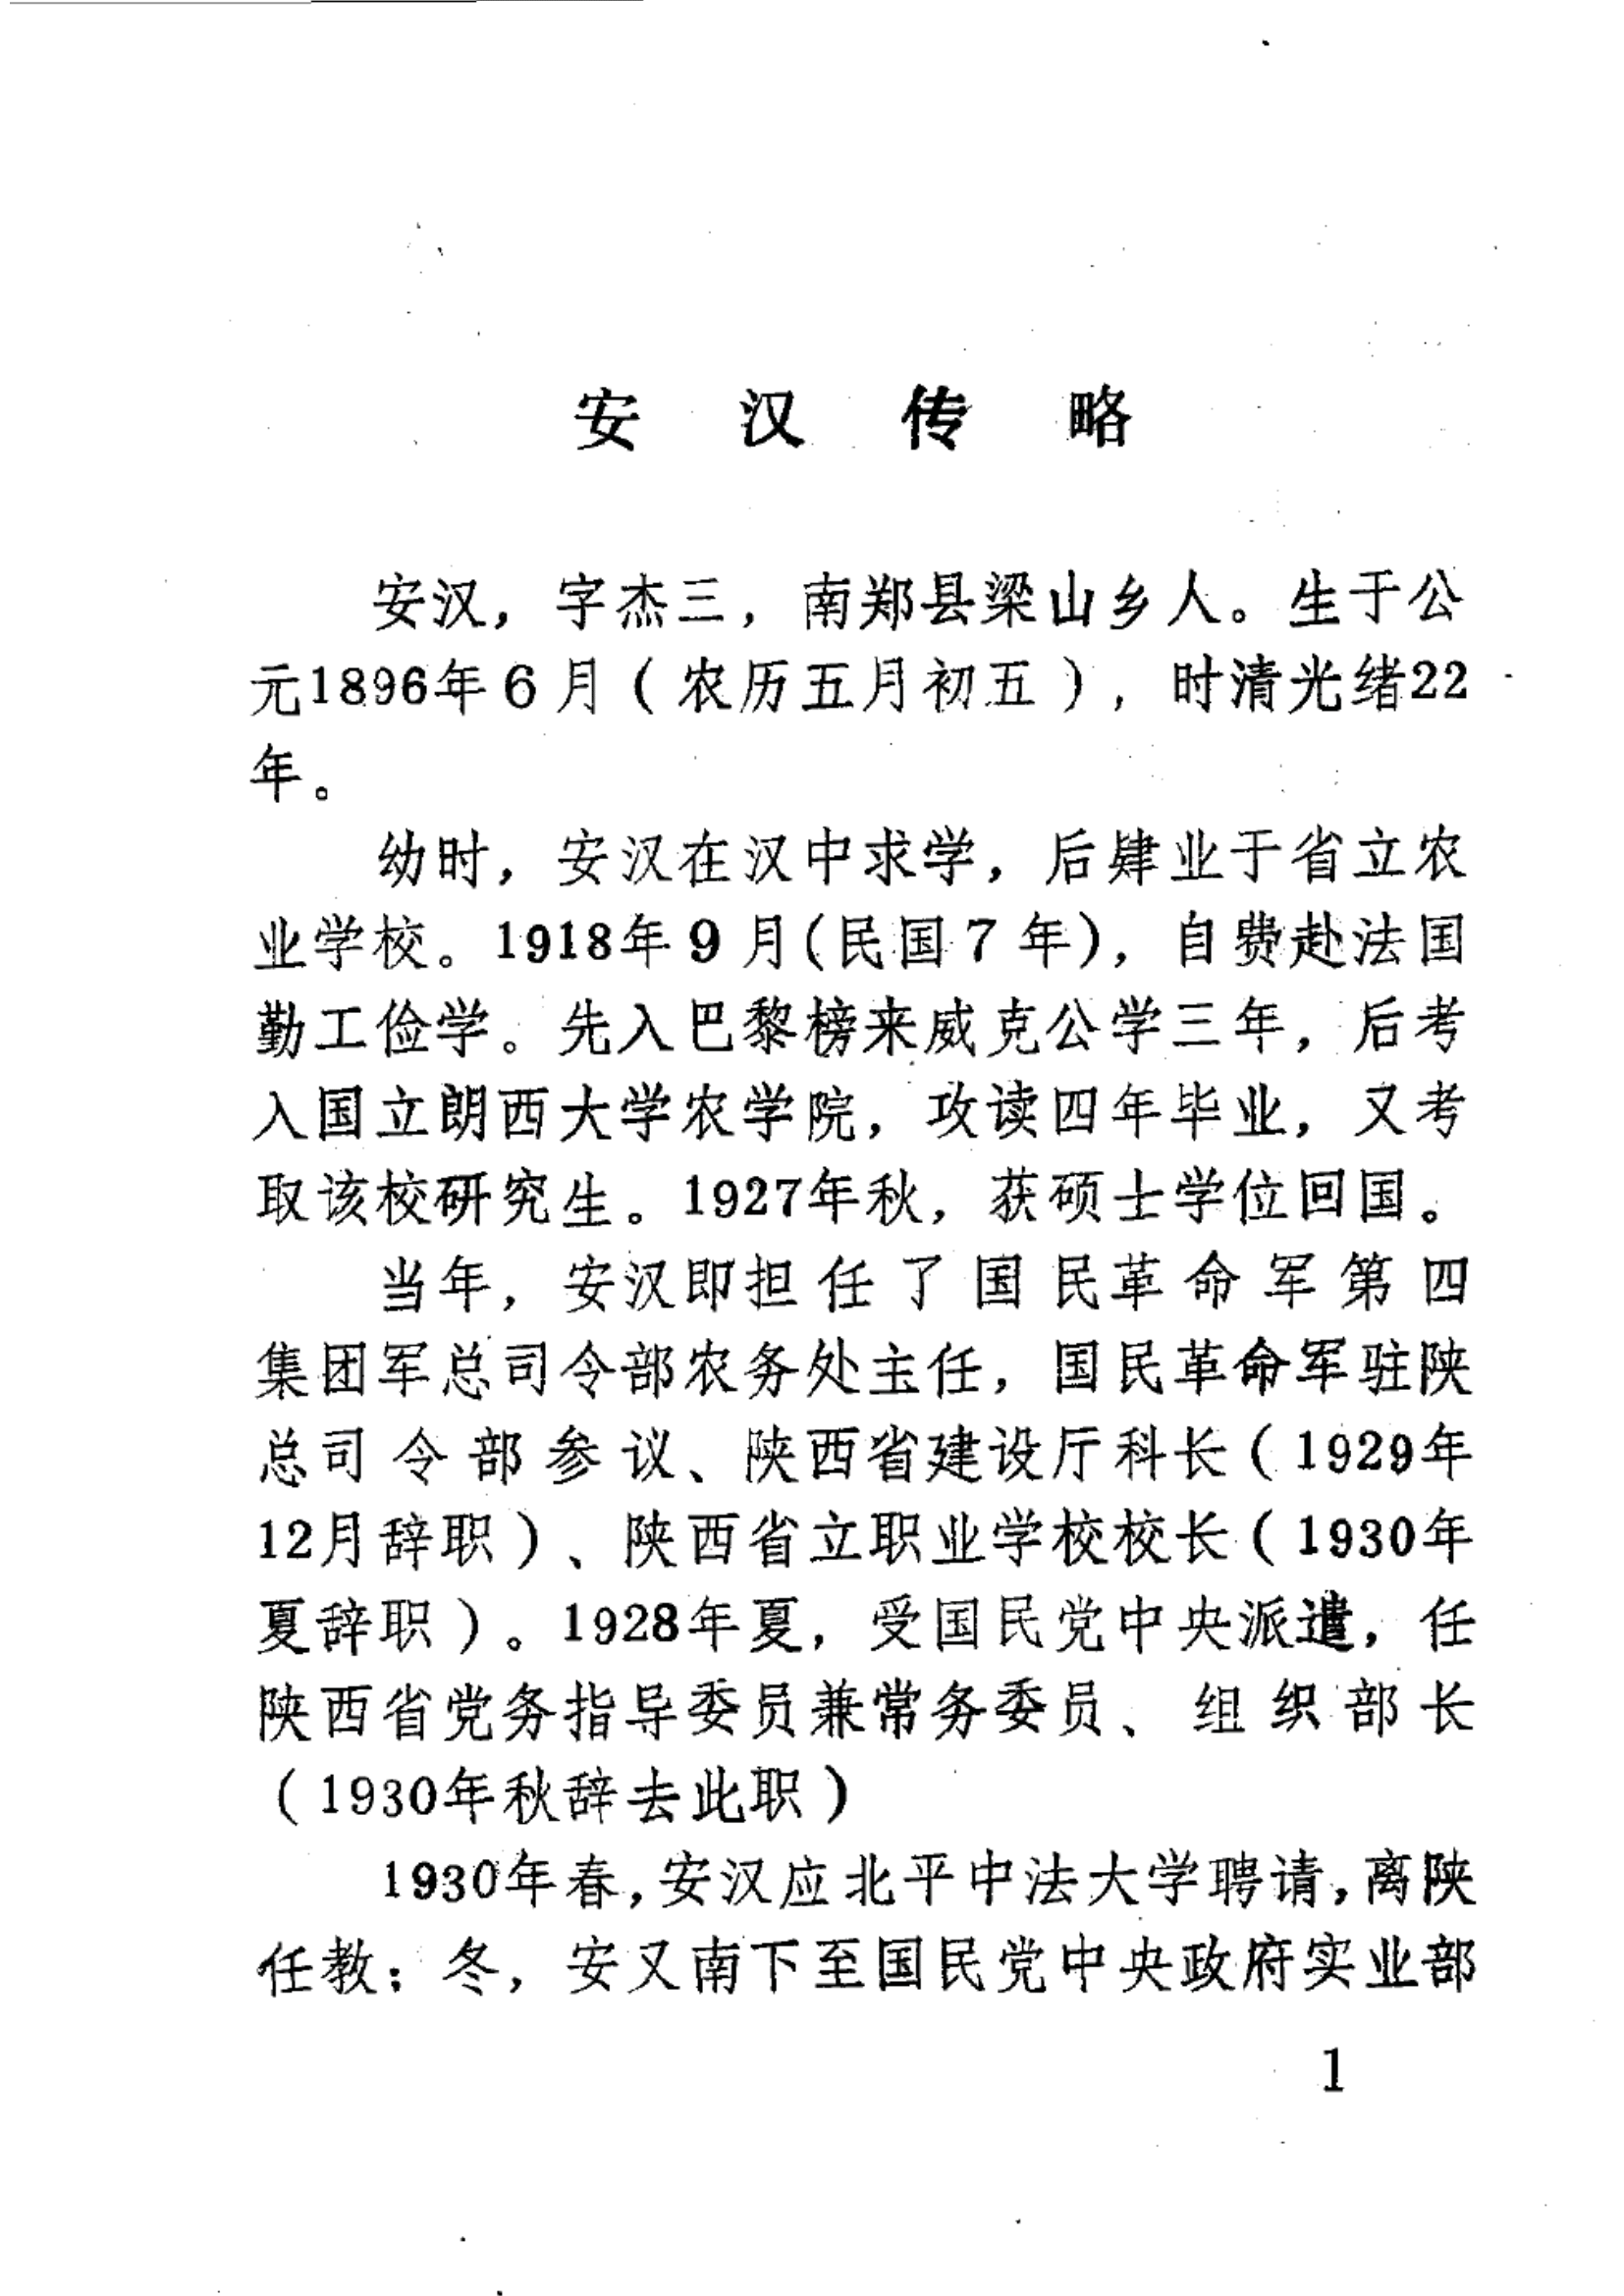 安汉传略
安汉，字杰三，南郑县梁山乡人。生于公
元1896年6月（农历五月初五），时清光绪22
年。
幼时，安汉在汉中求学，后肄业于省立农
业学校。1918年9月(民国7年)，自费赴法国
勤工俭学。先入巴黎榜来威克公学三年，后考
入国立朗西大学农学院，攻读四年毕业，又考
取该校研究生。1927年秋，获硕士学位回国。
当年，安汉即担任了国民革命军第四
集团军总司令部农务处主任，国民革命军驻陕
总司令部参议、陕西省建设厅科长（1929年
12月辞职）、陕西省立职业学校校长（1930年
夏辞职）。1928年夏，受国民党中央派遣，任
陕西省党务指导委员兼常务委员、组织部长
（1930年秋辞去此职）
1930年春，安汉应北平中法大学聘请，离陕
任教；冬，安又南下至国民党中央政府实业部
1